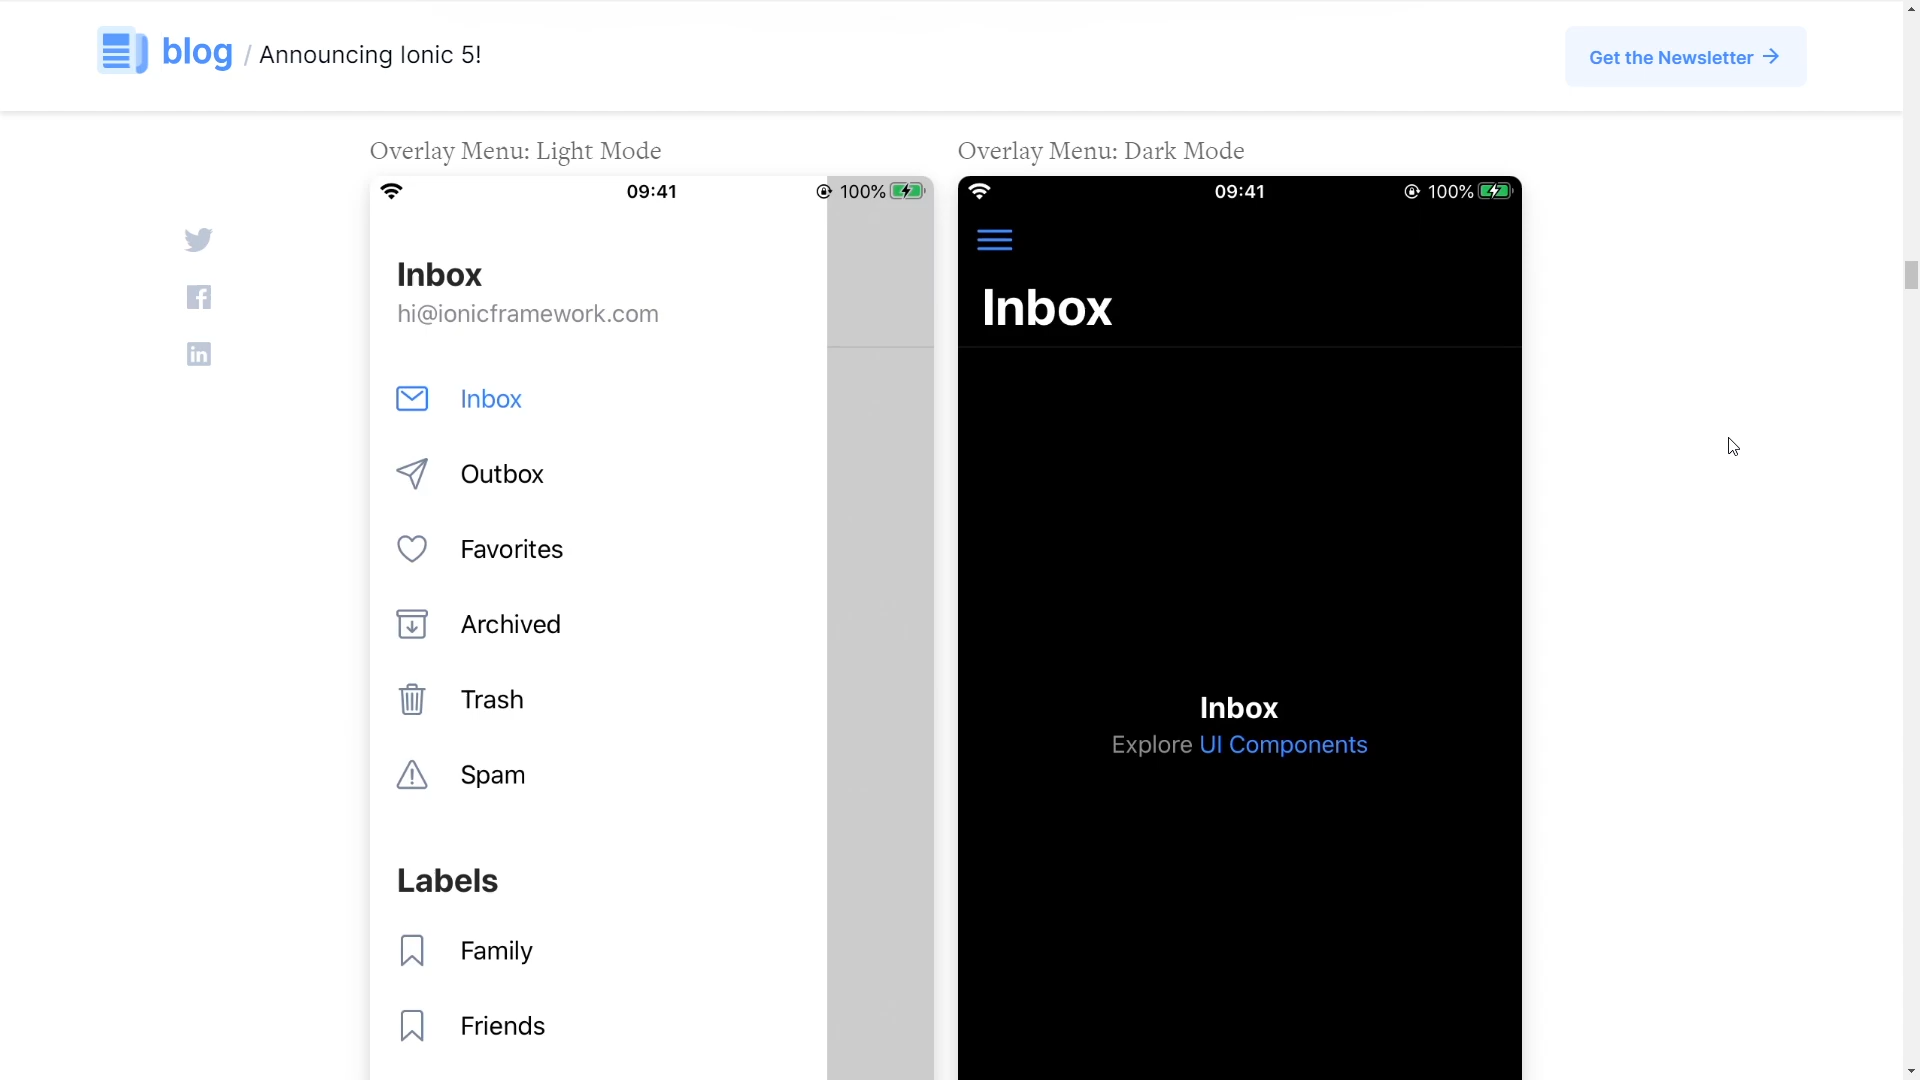 blog / Announcing Ionic 5!
Get the Newsletter →
Overlay Menu: Light Mode
09:41
100%
Inbox
hi@ionicframework.com
Inbox
Outbox
Favorites
Archived
Trash
Spam
Labels
Family
Friends
Overlay Menu: Dark Mode
09:41
100%
Inbox
Inbox
Explore UI Components